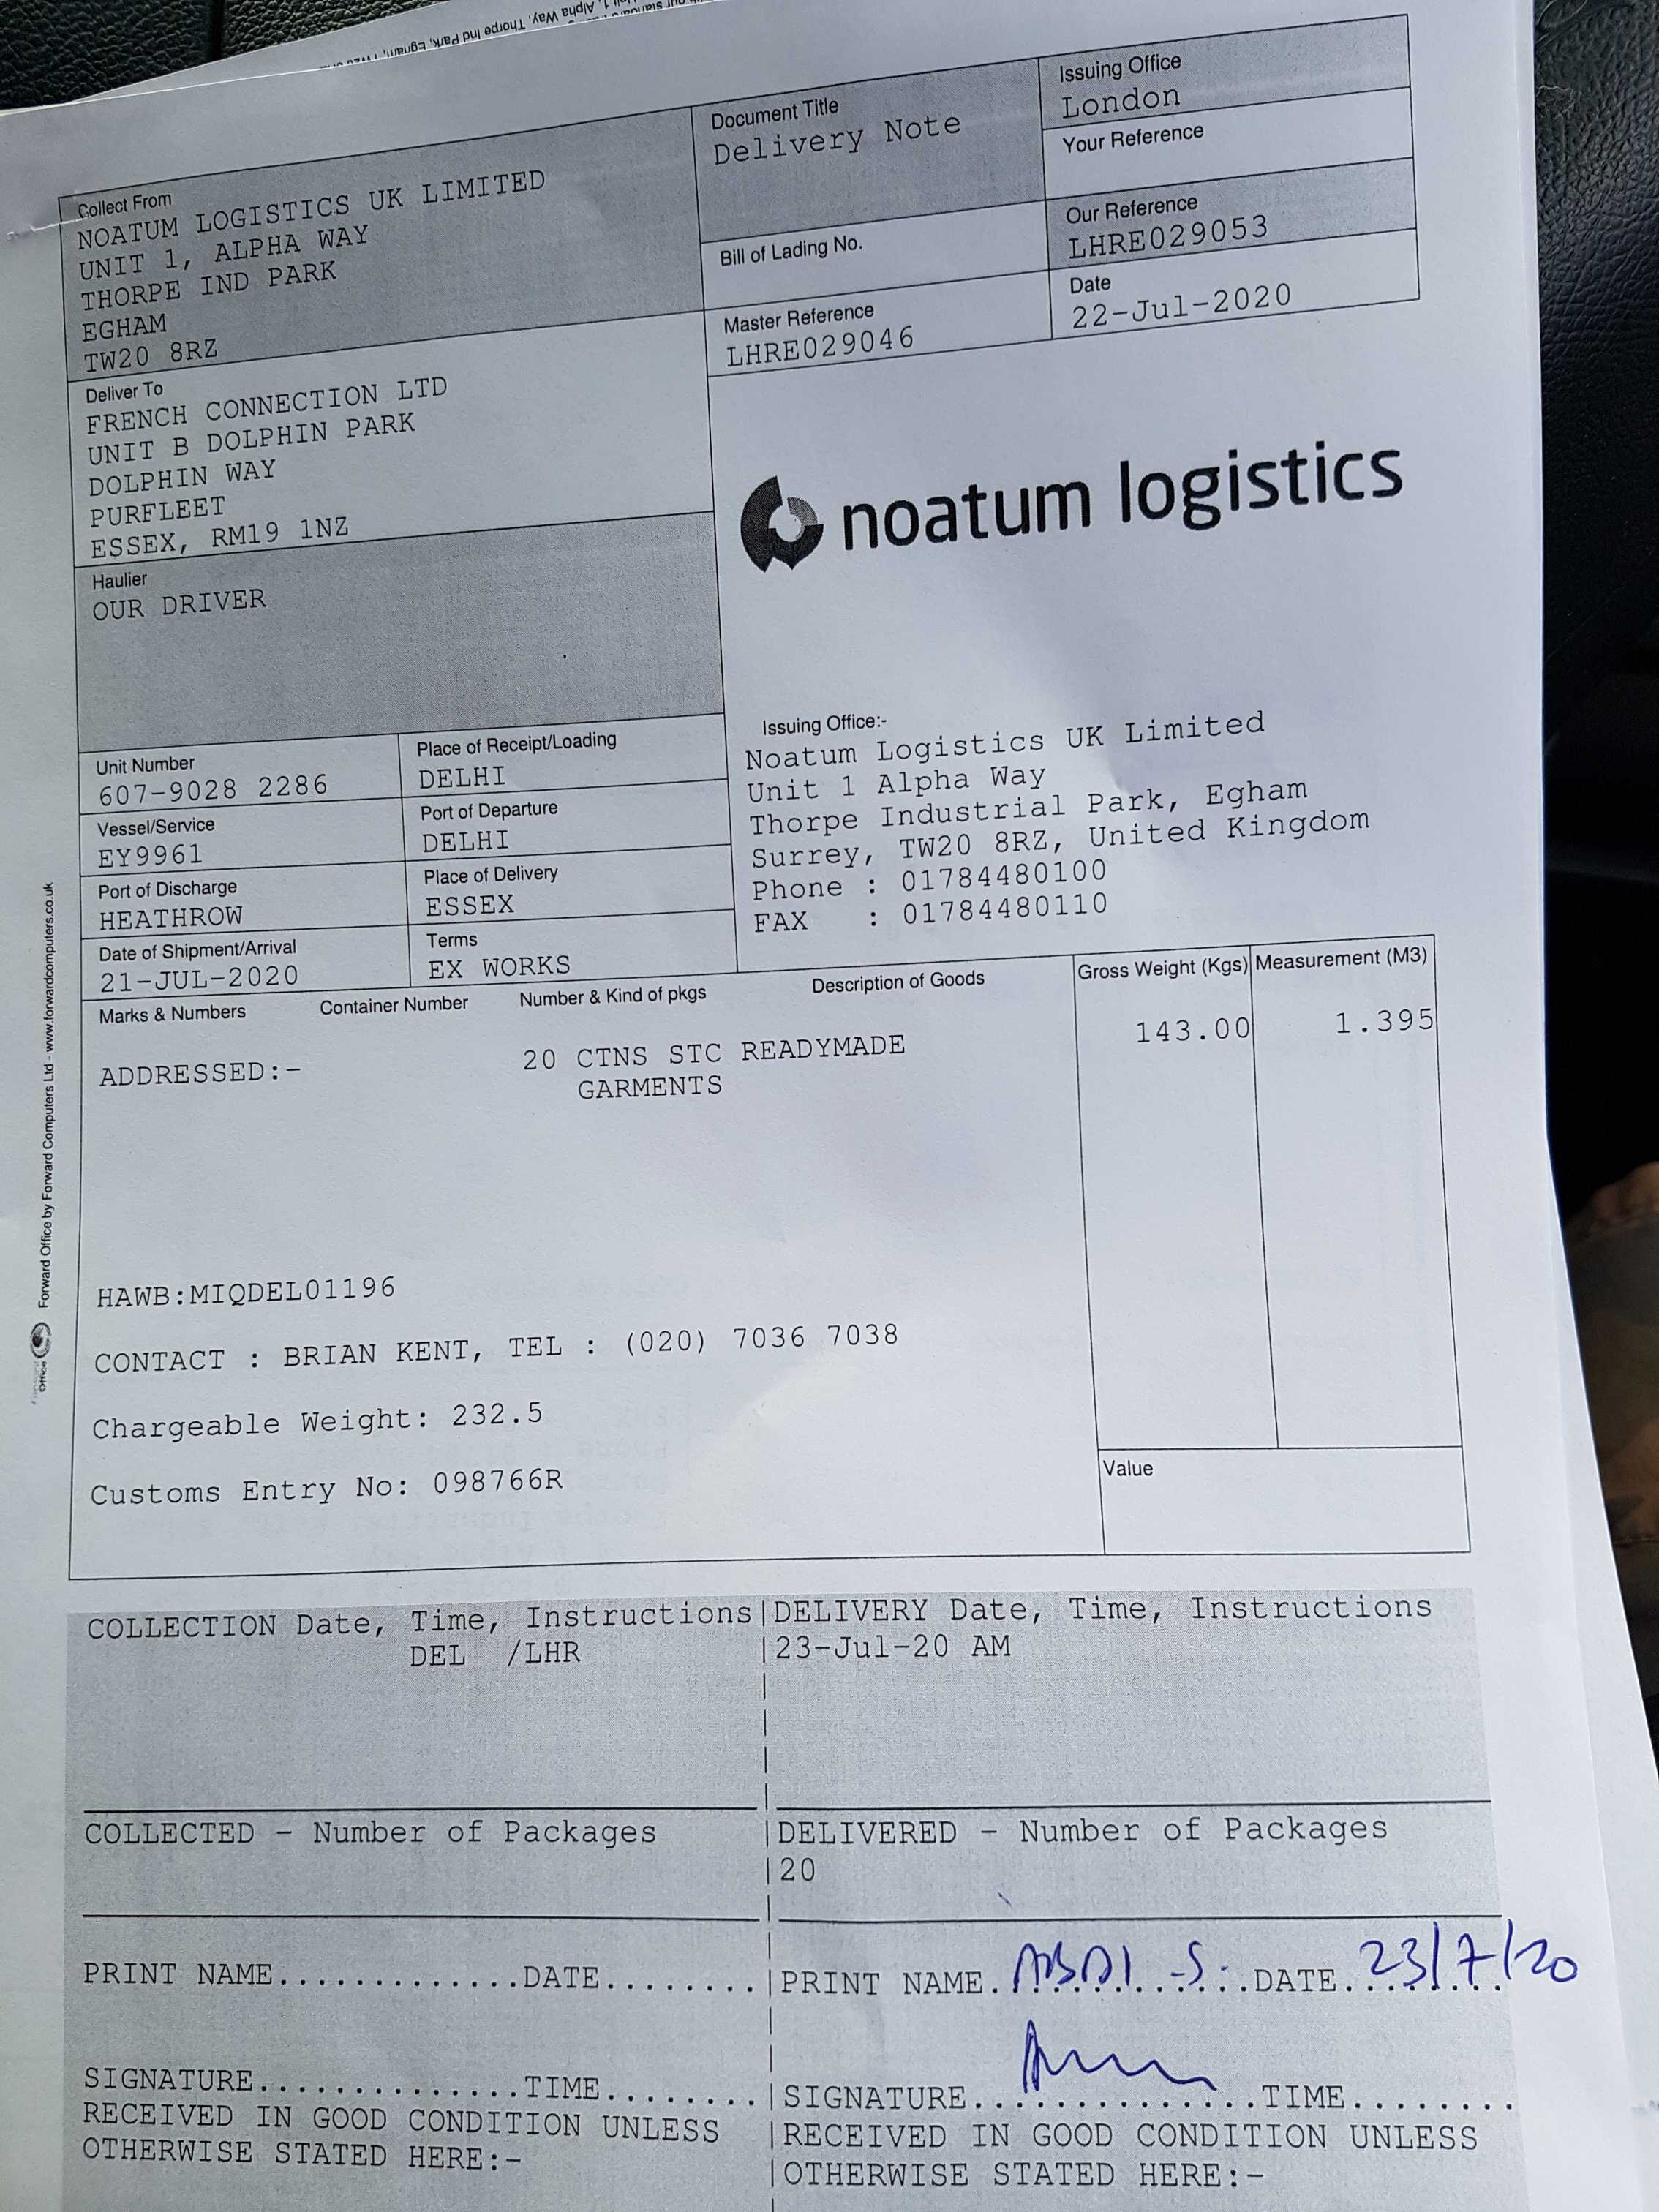 Collect From
NOATUM LOGISTICS UK LIMITED
UNIT 1, ALPHA WAY
THORPE IND PARK
EGHAM
TW20 8RZ
Document Title
Delivery Note
Issuing Office
London
Your Reference
Bill of Lading No.
Our Reference
LHRE029053
Master Reference
LHRE029046
Date
22-Jul-2020
Deliver To
FRENCH CONNECTION LTD
UNIT B DOLPHIN PARK
DOLPHIN WAY
PURFLEET
ESSEX, RM19 1NZ
noatum logistics
Haulier
OUR DRIVER
Unit Number
607-9028 2286
Place of Receipt/Loading
DELHI
Vessel/Service
EY9961
Port of Departure
DELHI
Port of Discharge
HEATHROW
Place of Delivery
ESSEX
Date of Shipment/Arrival
21-JUL-2020
Terms
EX WORKS
Issuing Office:-
Noatum Logistics UK Limited
Unit 1 Alpha Way
Thorpe Industrial Park, Egham
Surrey, TW20 8RZ, United Kingdom
Phone : 01784480100
FAX : 01784480110
Marks & Numbers Container Number Number & Kind of pkgs Description of Goods Gross Weight (Kgs) Measurement (M3)
ADDRESSED:- 20 CTNS STC READYMADE 143.00 1.395
GARMENTS
HAWB:MIQDEL01196
CONTACT : BRIAN KENT, TEL : (020) 7036 7038
Chargeable Weight: 232.5
Customs Entry No: 098766R
Value
COLLECTION Date, Time, Instructions
DEL /LHR
DELIVERY Date, Time, Instructions
23-Jul-20 AM
COLLECTED - Number of Packages
DELIVERED - Number of Packages
20
PRINT NAME.............DATE........
PRINT NAME. ABDI .S. DATE. 23/7/20
SIGNATURE..............TIME........
RECEIVED IN GOOD CONDITION UNLESS
OTHERWISE STATED HERE:-
SIGNATURE...............TIME.........
RECEIVED IN GOOD CONDITION UNLESS
OTHERWISE STATED HERE:-
Forward Office by Forward Computers Ltd - www.forwardcomputers.co.uk
Alpha Way, Thorpe Ind Park, Egham,